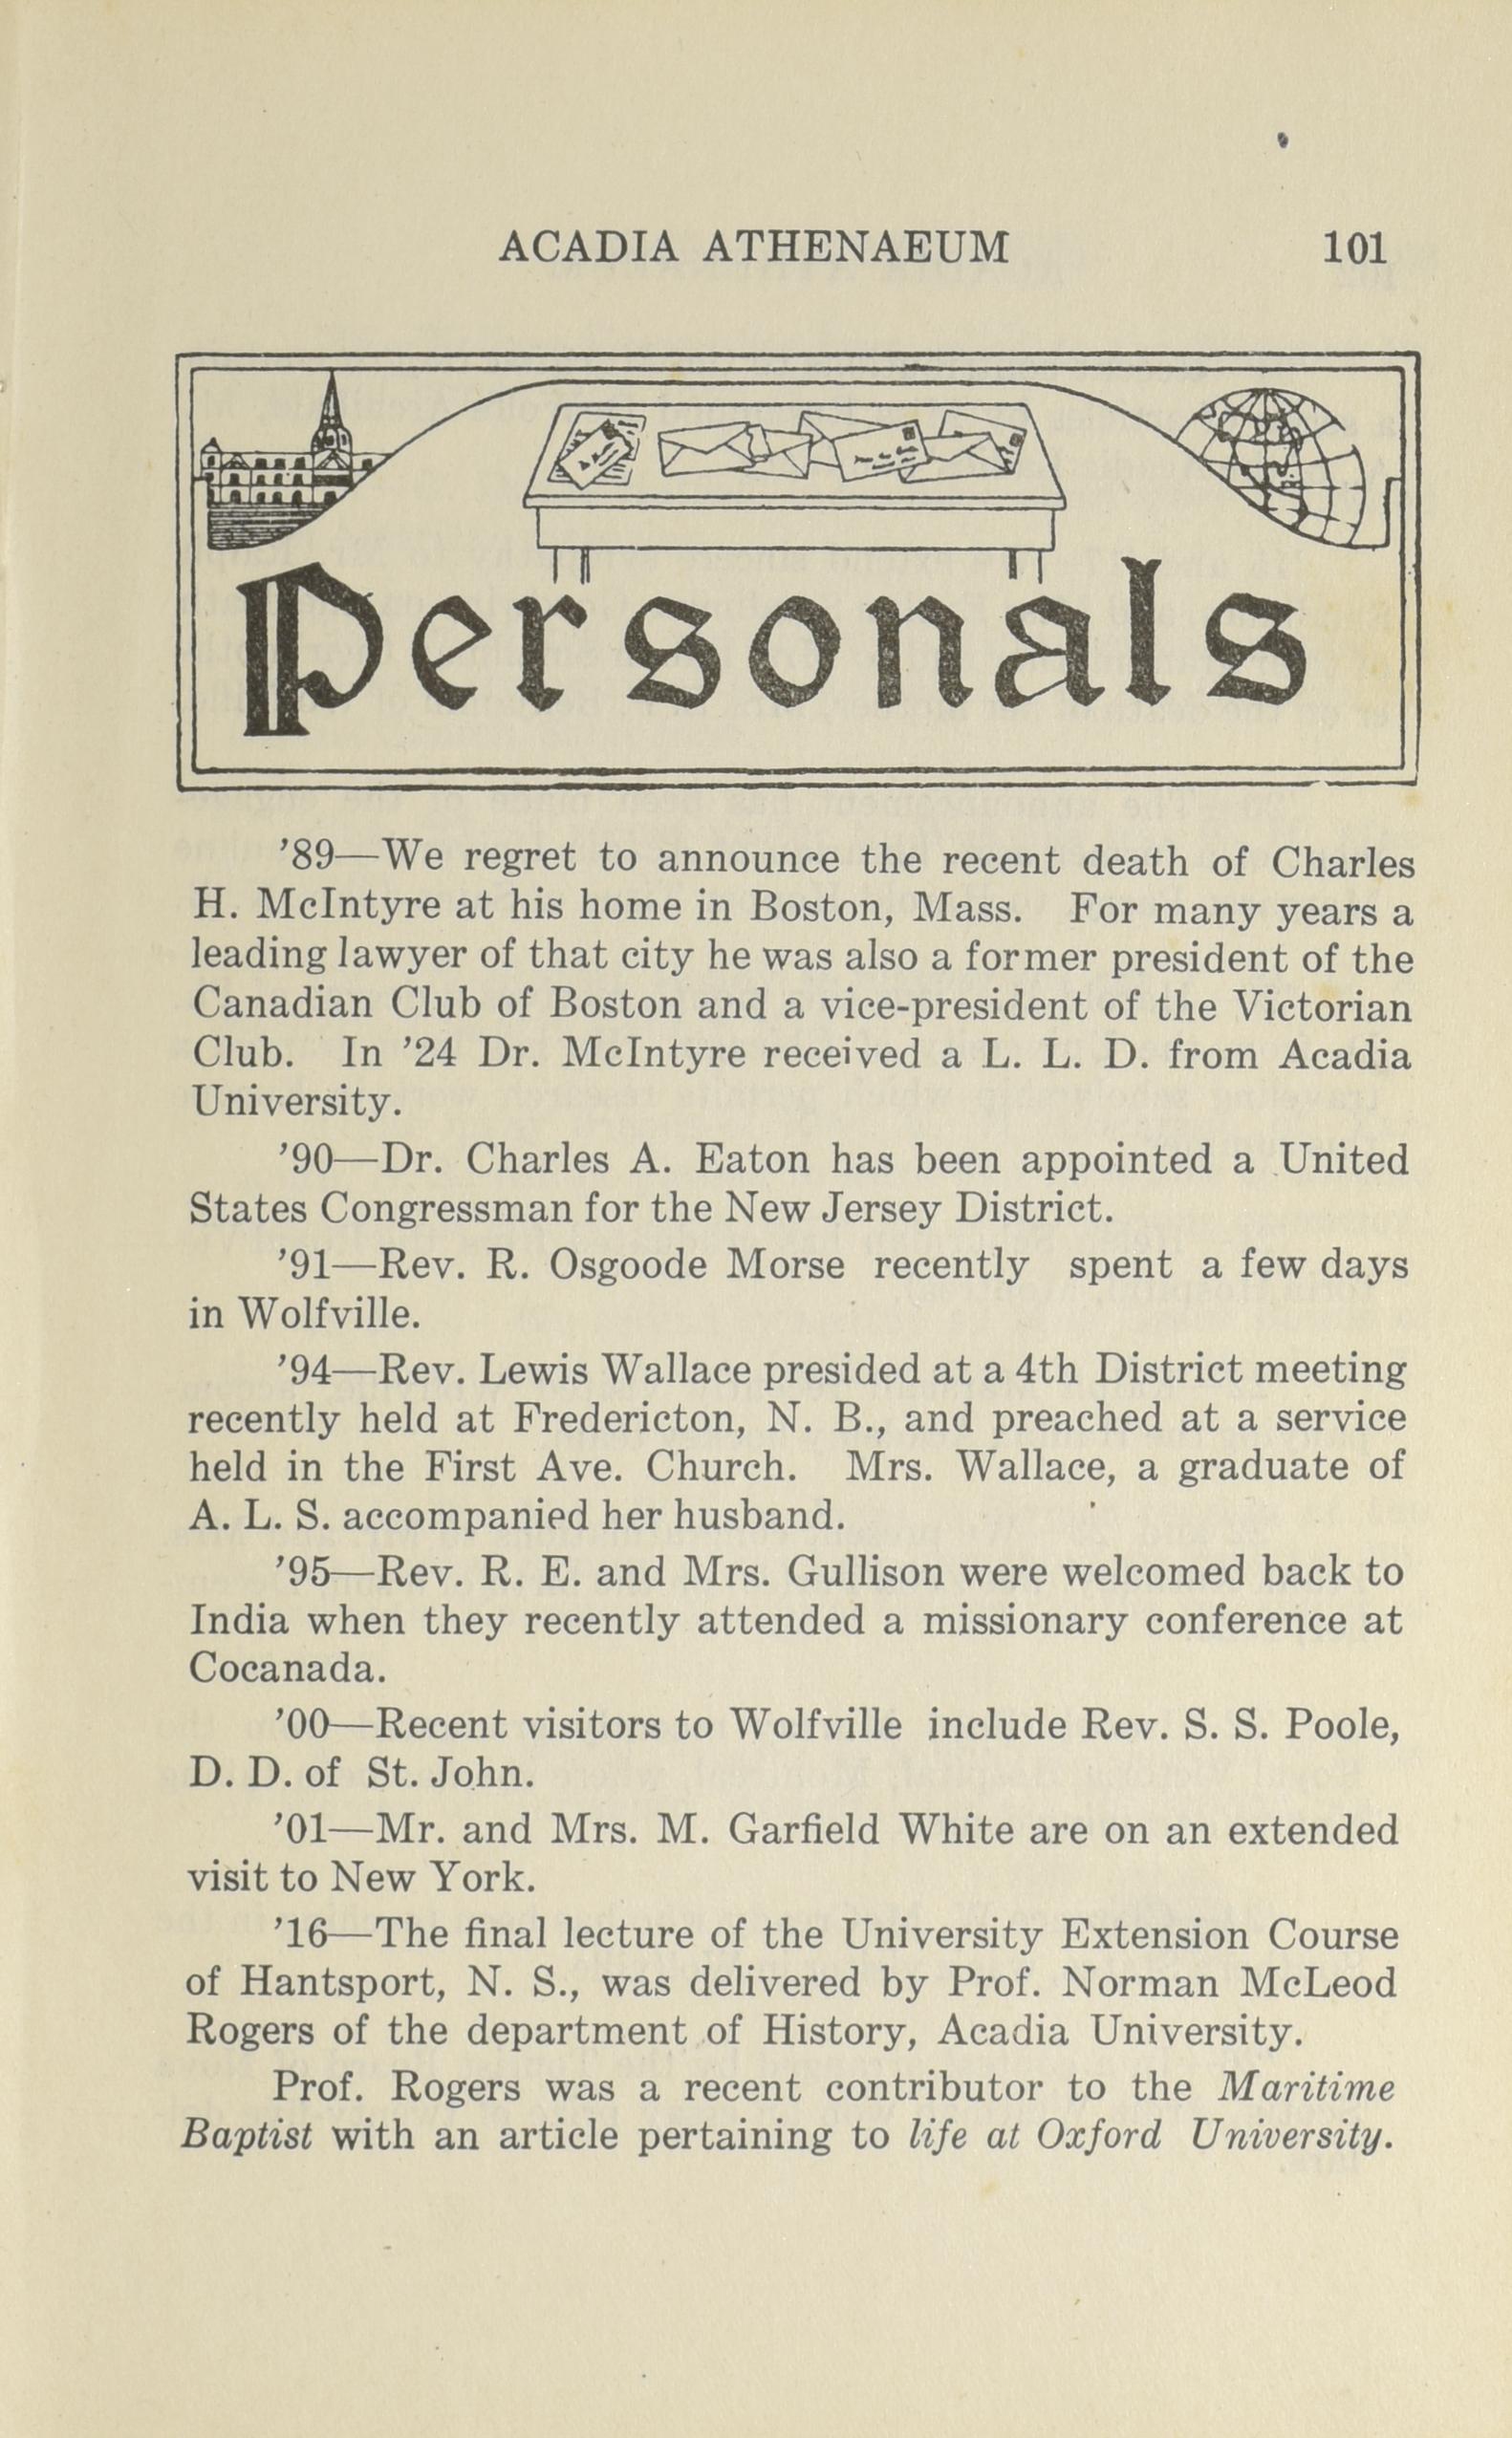 ACADIA ATHENAEUM 101
Personals
’89—We regret to announce the recent death of Charles
H. McIntyre at his home in Boston, Mass. For many years a
leading lawyer of that city he was also a former president of the
Canadian Club of Boston and a vice-president of the Victorian
Club. In ’24 Dr. McIntyre received a L. L. D. from Acadia
University.
’90—Dr. Charles A. Eaton has been appointed a United
States Congressman for the New Jersey District.
’91—Rev. R. Osgoode Morse recently spent a few days
in Wolfville.
’94—Rev. Lewis Wallace presided at a 4th District meeting
recently held at Fredericton, N. B., and preached at a service
held in the First Ave. Church. Mrs. Wallace, a graduate of
A. L. S. accompanied her husband.
’95—Rev. R. E. and Mrs. Gullison were welcomed back to
India when they recently attended a missionary conference at
Cocanada.
’00—Recent visitors to Wolfville include Rev. S. S. Poole,
D. D. of St. John.
’01—Mr. and Mrs. M. Garfield White are on an extended
visit to New York.
’16—The final lecture of the University Extension Course
of Hantsport, N. S., was delivered by Prof. Norman McLeod
Rogers of the department of History, Acadia University.
Prof. Rogers was a recent contributor to the Maritime
Baptist with an article pertaining to life at Oxford University.